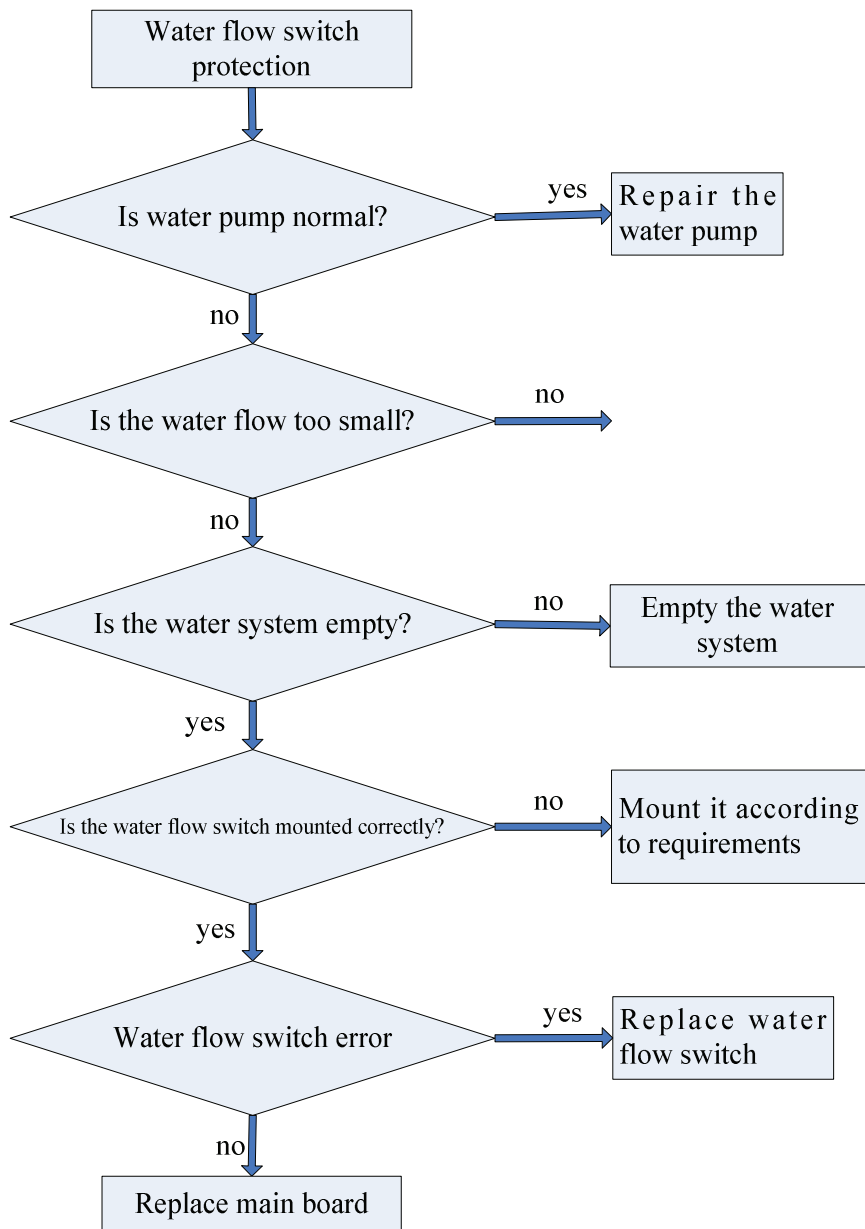 Water flow switch
protection
Is water pump normal?
yes
Repair the
water pump
no
Is the water flow too small?
no
no
Is the water system empty?
no
Empty the water
system
yes
Is the water flow switch mounted correctly?
no
Mount it according
to requirements
yes
Water flow switch error
yes
Replace water
flow switch
no
Replace main board